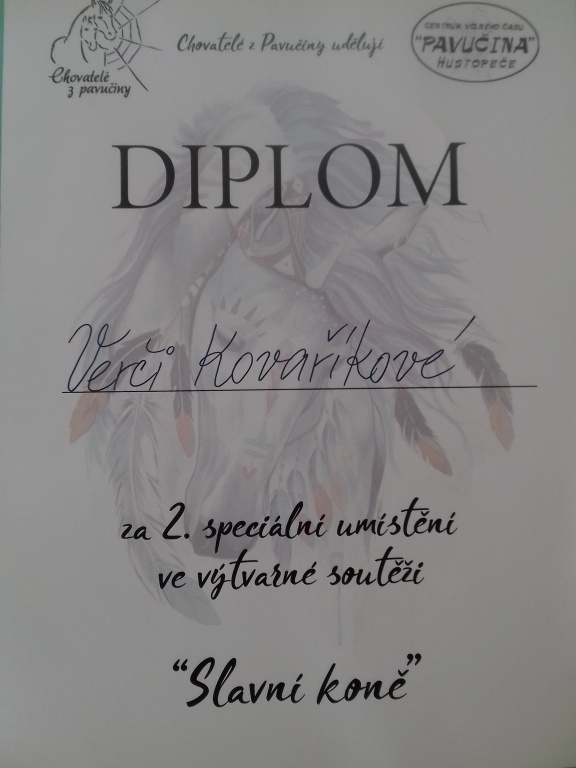 Chovatelé
z pavučiny
Chovatelé z Pavučiny udělují
CENTRUM VOLNÉHO ČASU
"PAVUČINA"
HUSTOPEČE
DIPLOM
Verči Kovaříkové
za 2. speciální umístění
ve výtvarné soutěži
"Slavní koně"